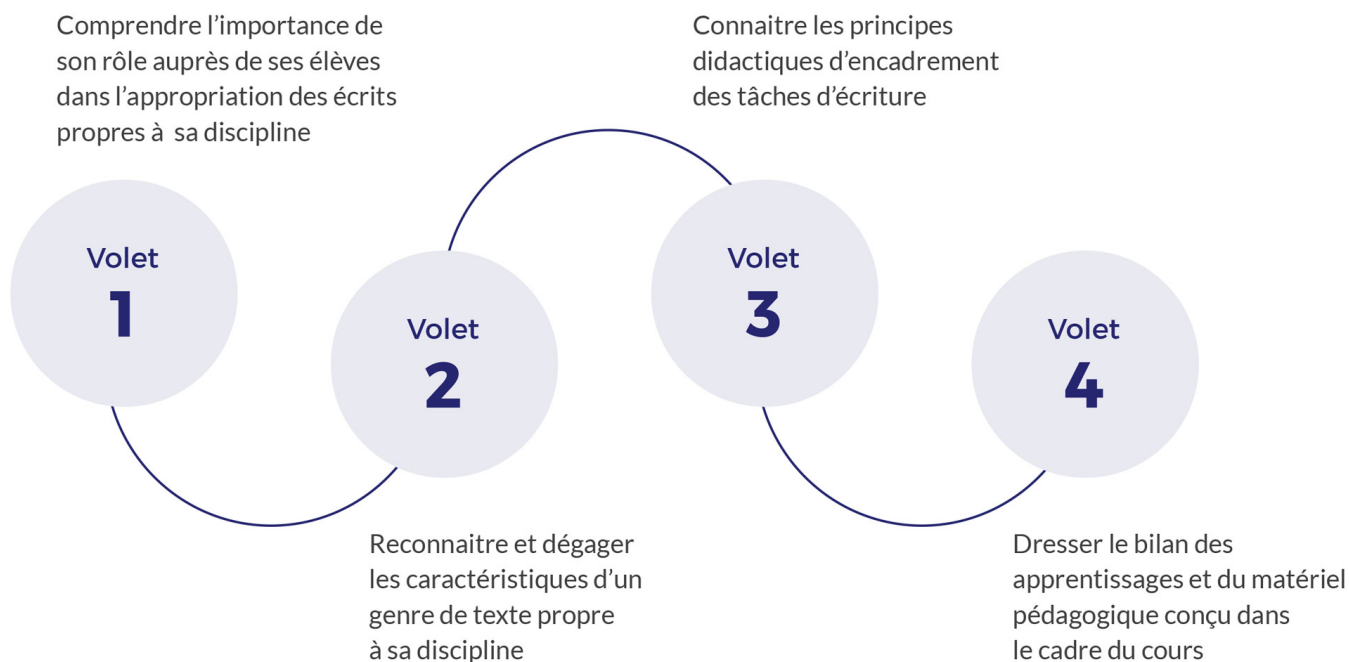 Comprendre l’importance de
son rôle auprès de ses élèves
dans l’appropriation des écrits
propres à sa discipline
Volet
1
Volet
2
Reconnaitre et dégager
les caractéristiques d’un
genre de texte propre
à sa discipline
Connaitre les principes
didactiques d’encadrement
des tâches d’écriture
Volet
3
Volet
4
Dresser le bilan des
apprentissages et du matériel
pédagogique conçu dans
le cadre du cours